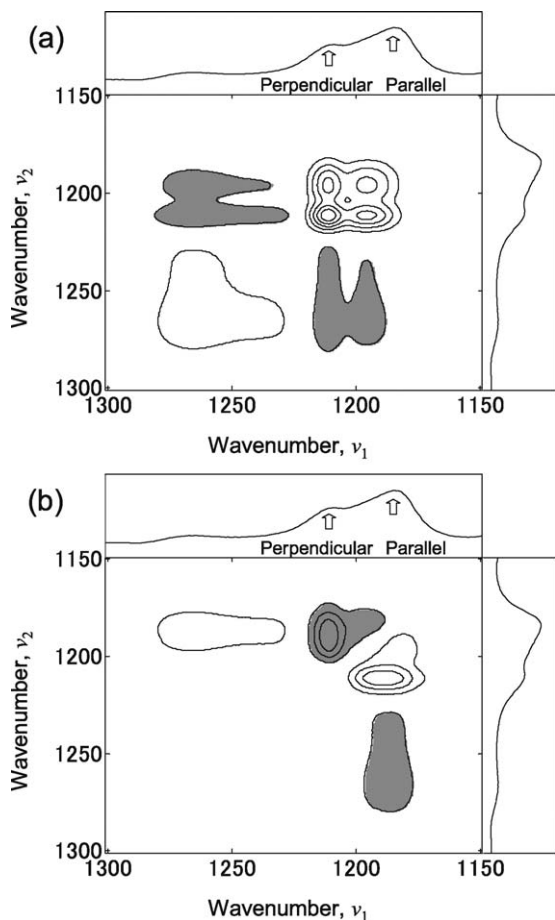 (a)
Perpendicular Parallel
1150
1200
1250
1300
Wavenumber, ν2
1300 1250 1200 1150
Wavenumber, ν1
(b)
Perpendicular Parallel
1150
1200
1250
1300
Wavenumber, ν2
1300 1250 1200 1150
Wavenumber, ν1